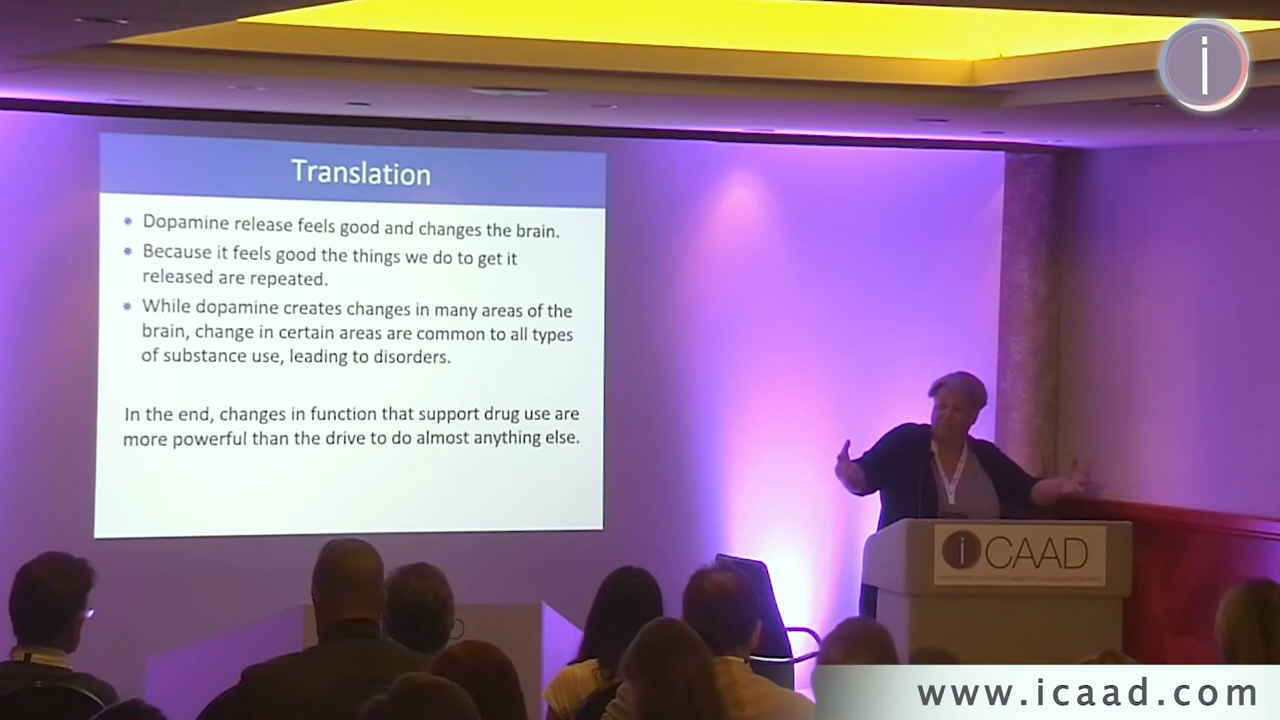 i
Translation
Dopamine release feels good and changes the brain.
Because it feels good the things we do to get it
released are repeated.
While dopamine creates changes in many areas of the
brain, change in certain areas are common to all types
of substance use, leading to disorders.
In the end, changes in function that support drug use are
more powerful than the drive to do almost anything else.
i CAAD
www.icaad.com